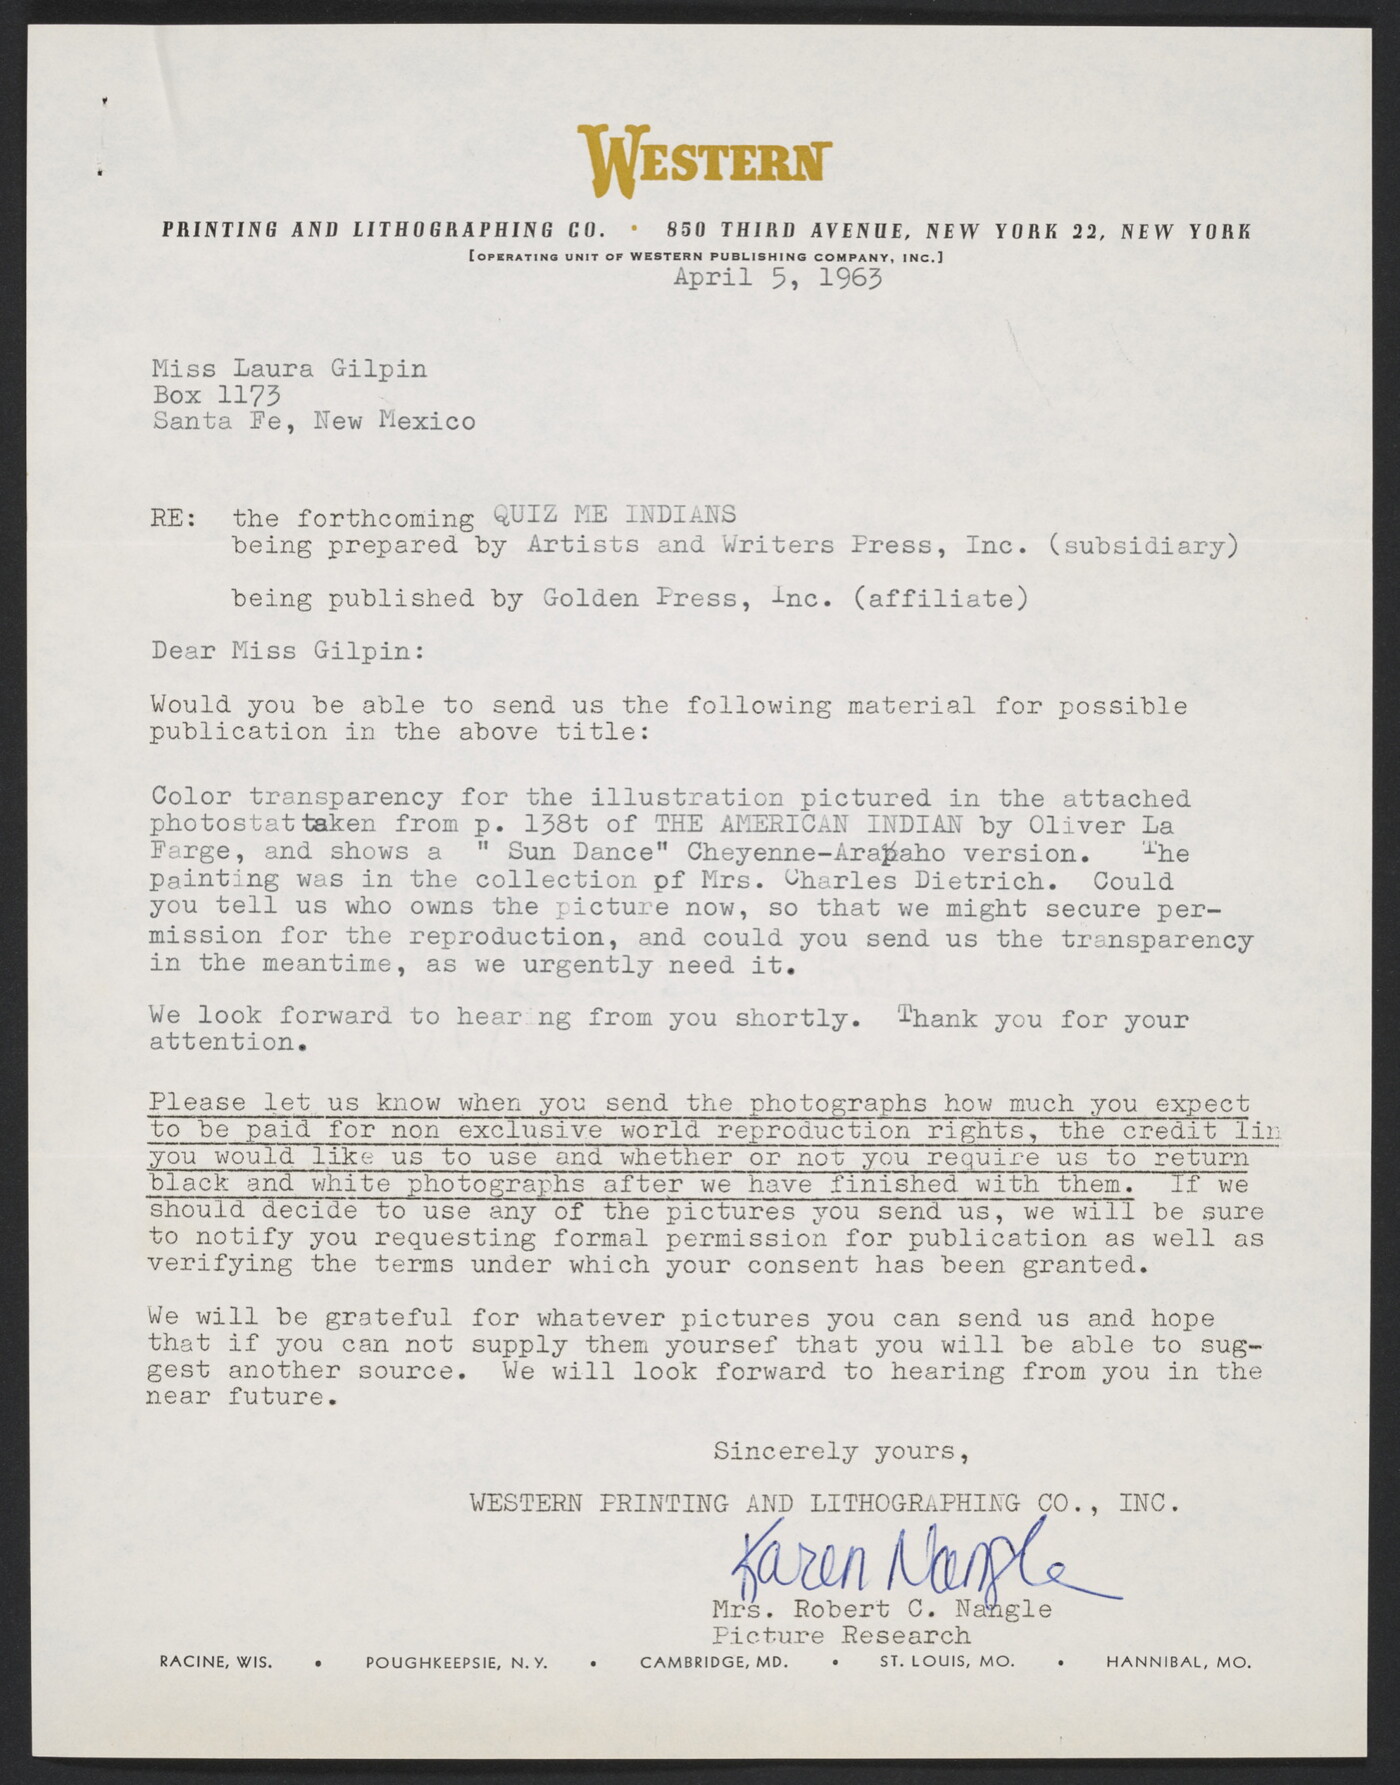 WESTERN
PRINTING AND LITHOGRAPHING CO. • 850 THIRD AVENUE, NEW YORK 22, NEW YORK
[OPERATING UNIT OF WESTERN PUBLISHING COMPANY, INC.]
April 5, 1963
Miss Laura Gilpin
Box 1173
Santa Fe, New Mexico
RE: the forthcoming QUIZ ME INDIANS
being prepared by Artists and Writers Press, Inc. (subsidiary)
being published by Golden Press, Inc. (affiliate)
Dear Miss Gilpin:
Would you be able to send us the following material for possible
publication in the above title:
Color transparency for the illustration pictured in the attached
photostat taken from p. 138t of THE AMERICAN INDIAN by Oliver La
Farge, and shows a " Sun Dance" Cheyenne-Arapaho version. The
painting was in the collection of Mrs. Charles Dietrich. Could
you tell us who owns the picture now, so that we might secure per-
mission for the reproduction, and could you send us the transparency
in the meantime, as we urgently need it.
We look forward to hear ng from you shortly. Thank you for your
attention.
Please let us know when you send the photographs how much you expect
to be paid for non exclusive world reproduction rights, the credit lin
you would like us to use and whether or not you require us to return
black and white photographs after we have finished with them. If we
should decide to use any of the pictures you send us, we will be sure
to notify you requesting formal permission for publication as well as
verifying the terms under which your consent has been granted.
We will be grateful for whatever pictures you can send us and hope
that if you can not supply them yoursef that you will be able to sug-
gest another source. We will look forward to hearing from you in the
near future.
Sincerely yours,
WESTERN PRINTING AND LITHOGRAPHING CO., INC.
Karen Nangle
Mrs. Robert C. Nangle
Picture Research
RACINE, WIS. • POUGHKEEPSIE, N.Y. • CAMBRIDGE, MD. • ST. LOUIS, MO. • HANNIBAL, MO.